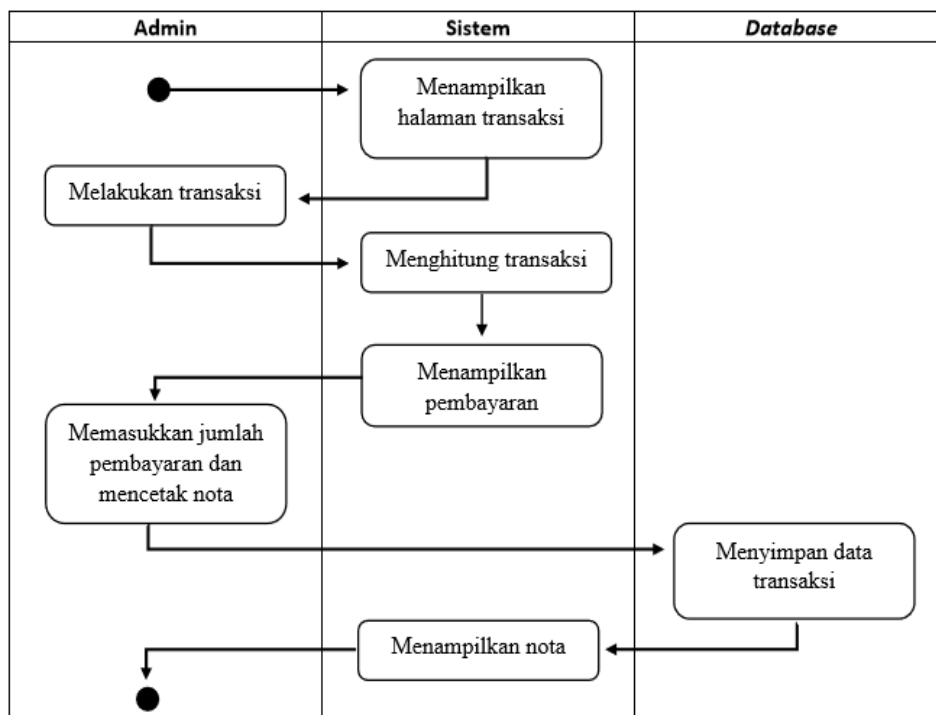 Admin
Sistem
Database
Menampilkan
halaman transaksi
Melakukan transaksi
Menghitung transaksi
Menampilkan
pembayaran
Memasukkan jumlah
pembayaran dan
mencetak nota
Menyimpan data
transaksi
Menampilkan nota